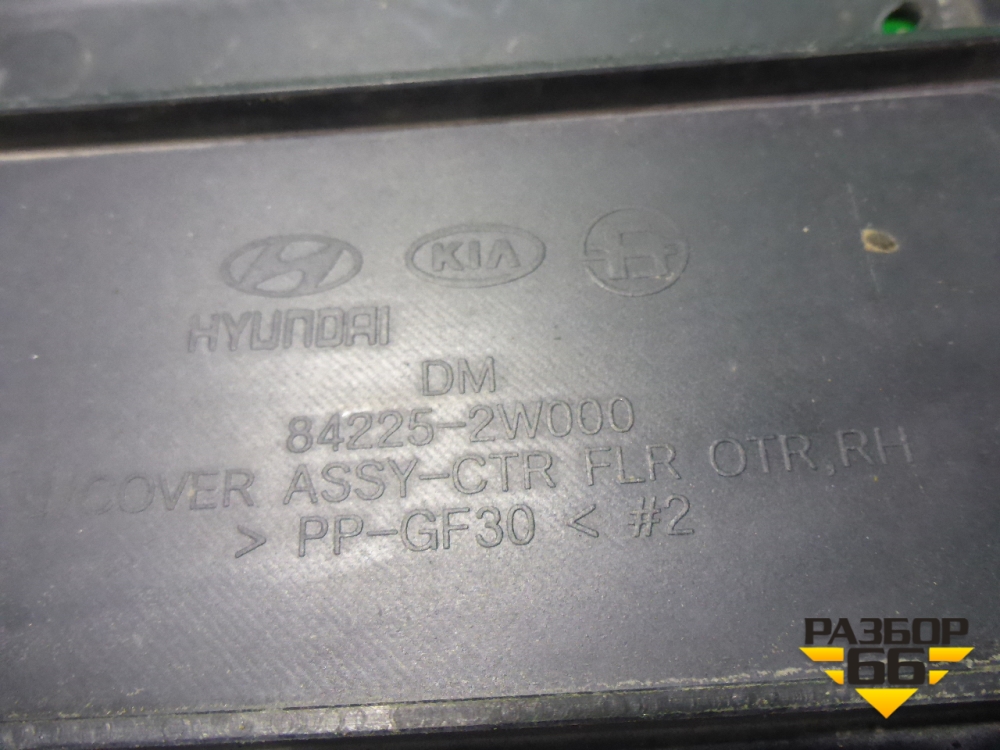 KIA
HYUNDAI
DM
84225-2W000
U/COVER ASSY-CTR FLR OTR,RH
> PP-GF30 < #2
РАЗБОР
66